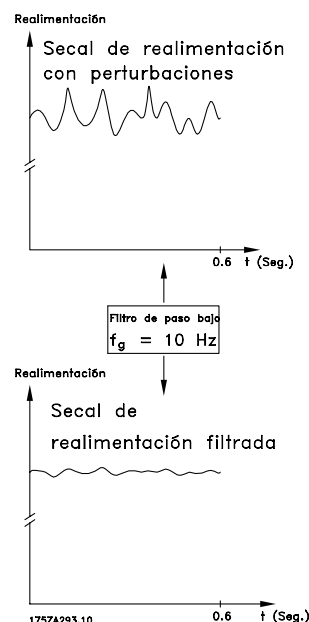 Realimentación
Secal de realimentación
con perturbaciones
0.6 t (Seg.)
Filtro de paso bajo
fg = 10 Hz
Realimentación
Secal de
realimentación filtrada
0.6 t (Seg.)
175ZA293.10